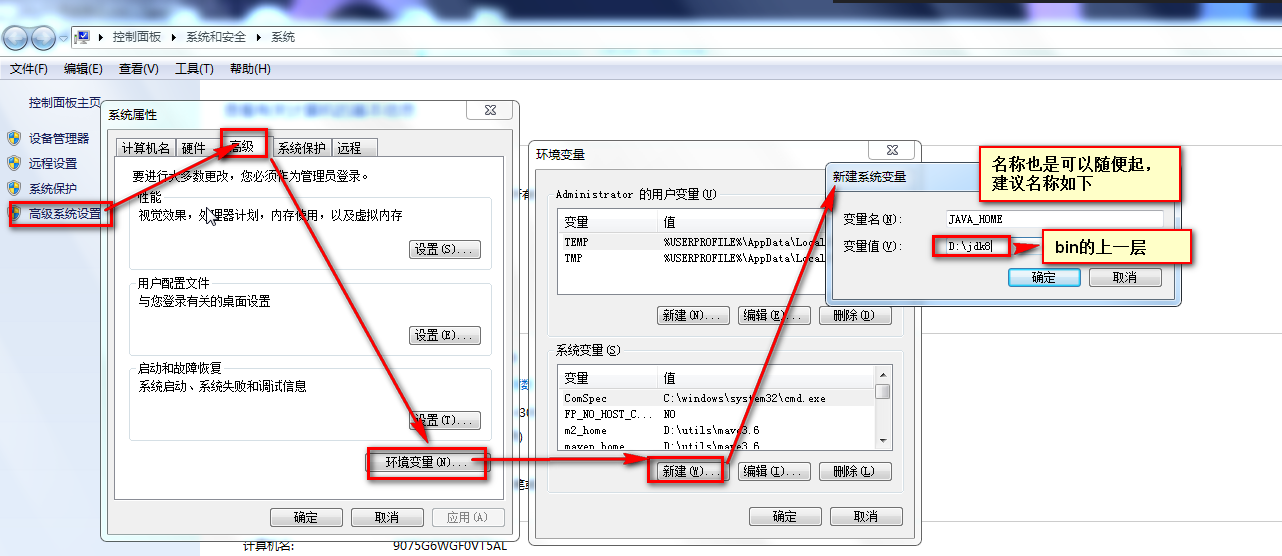 控制面板 系统和安全 系统
文件(F) 编辑(E) 查看(V) 工具(T) 帮助(H)
控制面板主页
设备管理器
远程设置
系统保护
高级系统设置
系统属性
计算机名 硬件 高级 系统保护 远程
要进行大多数更改，您必须作为管理员登录。
性能
视觉效果，处理器计划，内存使用，以及虚拟内存
设置(S)...
用户配置文件
与您登录有关的桌面设置
设置(E)...
启动和故障恢复
系统启动、系统失败和调试信息
设置(T)...
环境变量(N)...
确定 取消 应用(A)
计算机名: 9075G6WGF0VT5AL
环境变量
Administrator 的用户变量(U)
变量 值
TEMP %USERPROFILE%\AppData\Local
TMP %USERPROFILE%\AppData\Local
新建(N)... 编辑(E)... 删除(D)
系统变量(S)
变量 值
ComSpec C:\windows\system32\cmd.exe
FP_NO_HOST_C... NO
m2_home D:\utils\mave3.6
maven_home D:\utils\mave3.6
新建(W)... 编辑(I)... 删除(L)
确定 取消
新建系统变量
变量名(N): JAVA_HOME
变量值(V): D:\jdk8
确定 取消
名称也是可以随便起，
建议名称如下
bin的上一层